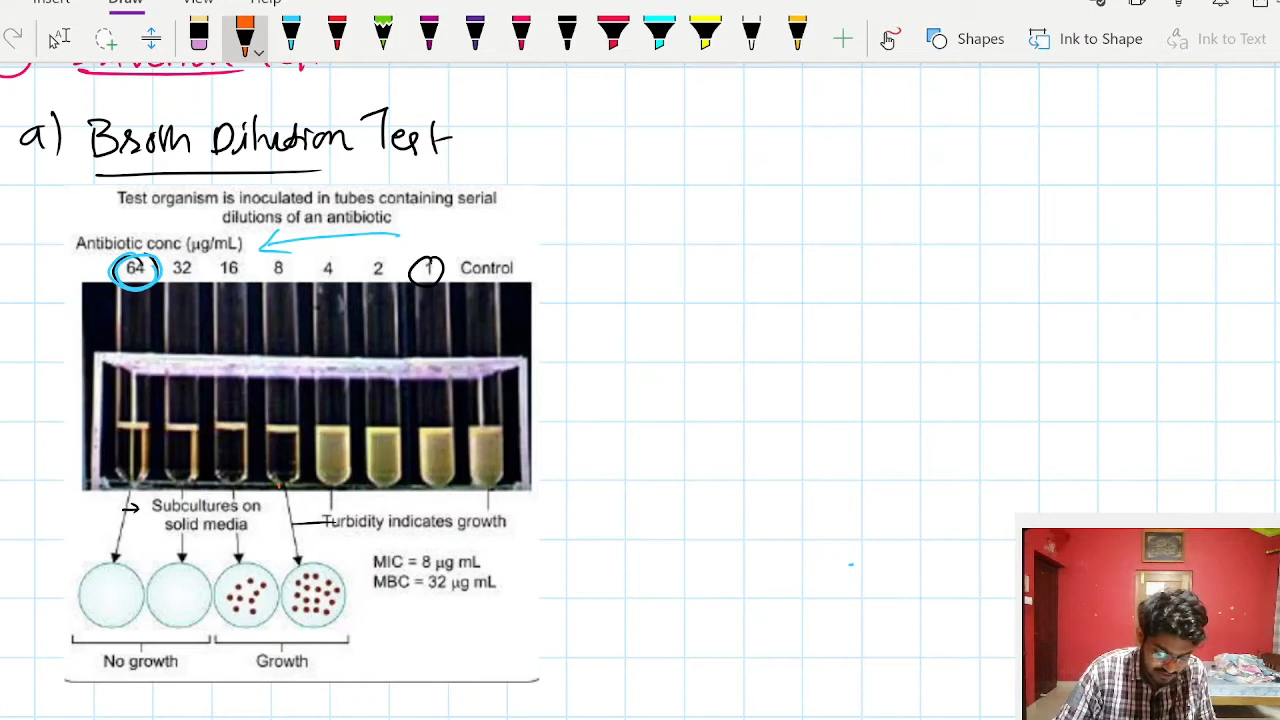 Insert Draw View Help
Shapes Ink to Shape Ink to Text
Dilution Test
a) Broth Dilution Test
Test organism is inoculated in tubes containing serial
dilutions of an antibiotic
Antibiotic conc (μg/mL)
64 32 16 8 4 2 1 Control
Subcultures on
solid media
Turbidity indicates growth
MIC = 8 μg mL
MBC = 32 μg mL
No growth Growth